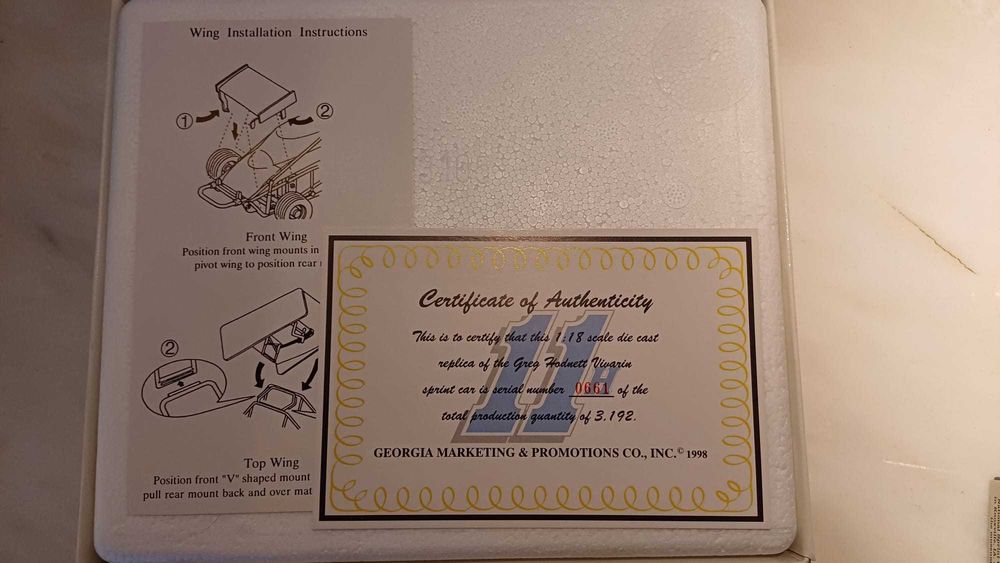 Wing Installation Instructions
1
2
Front Wing
Position front wing mounts in
pivot wing to position rear
2
Top Wing
Position front "V" shaped mount
pull rear mount back and over mat
Certificate of Authenticity
11H
This is to certify that this 1:18 scale die cast
replica of the Greg Hodnett Vivarin
sprint car is serial number 0661 of the
total production quantity of 3,192.
GEORGIA MARKETING & PROMOTIONS CO., INC.© 1998